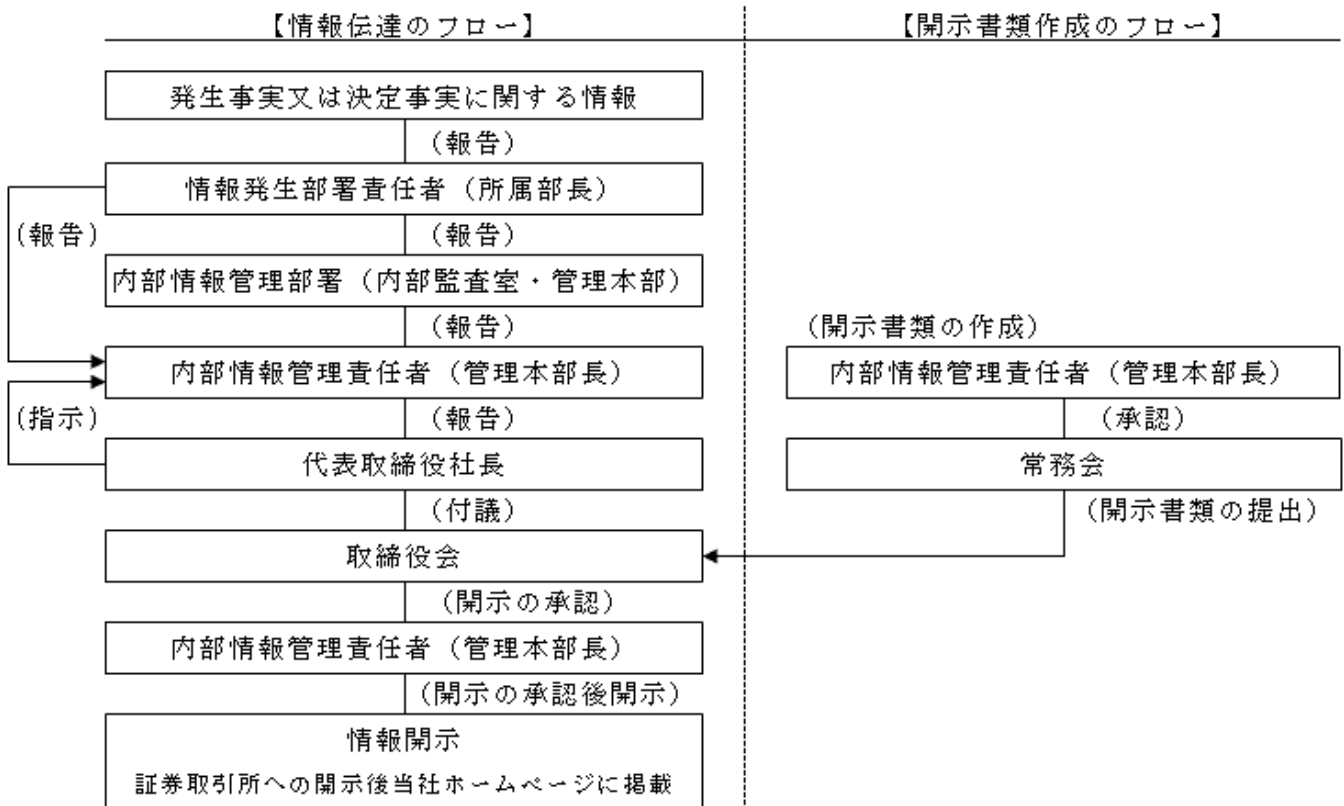 【情報伝達のフロー】
【開示書類作成のフロー】
発生事実又は決定事実に関する情報
(報告)
情報発生部署責任者(所属部長)
(報告)
(報告)
内部情報管理部署(内部監査室・管理本部)
(報告)
内部情報管理責任者(管理本部長)
(指示)
(報告)
代表取締役社長
(付議)
取締役会
(開示の承認)
内部情報管理責任者(管理本部長)
(開示の承認後開示)
情報開示
証券取引所への開示後当社ホームページに掲載
(開示書類の作成)
内部情報管理責任者(管理本部長)
(承認)
常務会
(開示書類の提出)